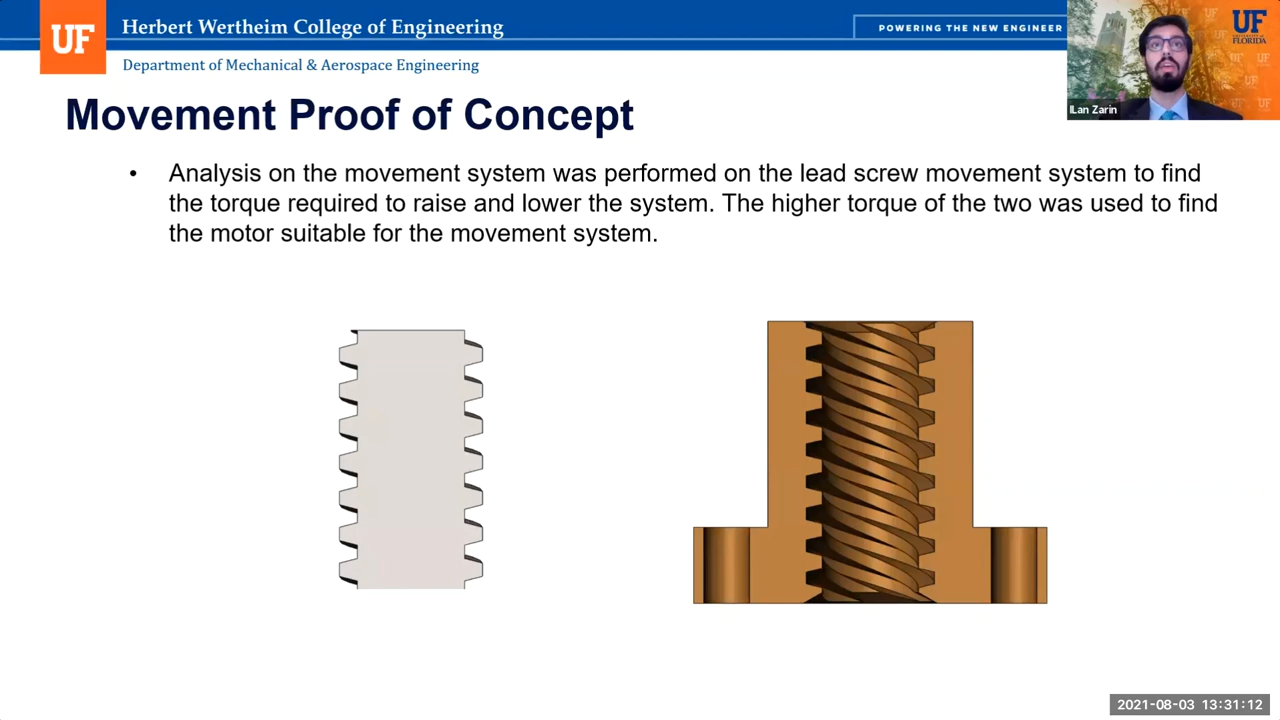 UF
Herbert Wertheim College of Engineering
POWERING THE NEW ENGINEER
Department of Mechanical & Aerospace Engineering
UF
UNIVERSITY of
FLORIDA
ILan Zarin
Movement Proof of Concept
• Analysis on the movement system was performed on the lead screw movement system to find
the torque required to raise and lower the system. The higher torque of the two was used to find
the motor suitable for the movement system.
2021-08-03 13:31:12